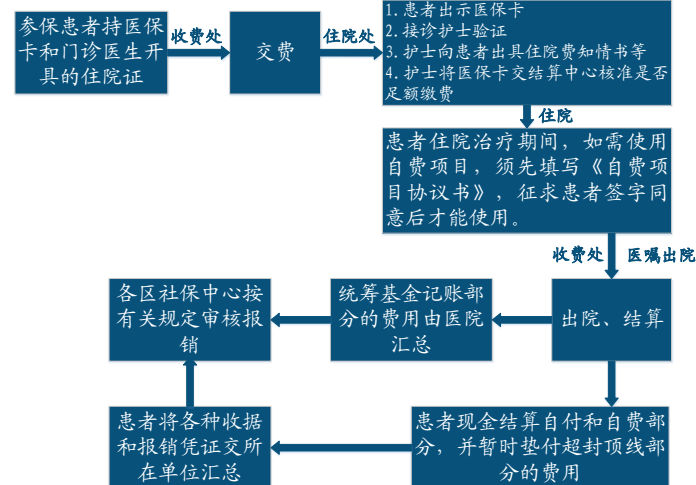 参保患者持医保
卡和门诊医生开
具的住院证
收费处
交费
住院处
1. 患者出示医保卡
2. 接诊护士验证
3. 护士向患者出具住院费知情书等
4. 护士将医保卡交结算中心核准是否
足额缴费
住院
患者住院治疗期间，如需使用
自费项目，须先填写《自费项
目协议书》，征求患者签字同
意后才能使用。
收费处
医嘱出院
出院、结算
统筹基金记账部
分的费用由医院
汇总
各区社保中心按
有关规定审核报
销
患者现金结算自付和自费部
分，并暂时垫付超封顶线部
分的费用
患者将各种收据
和报销凭证交所
在单位汇总